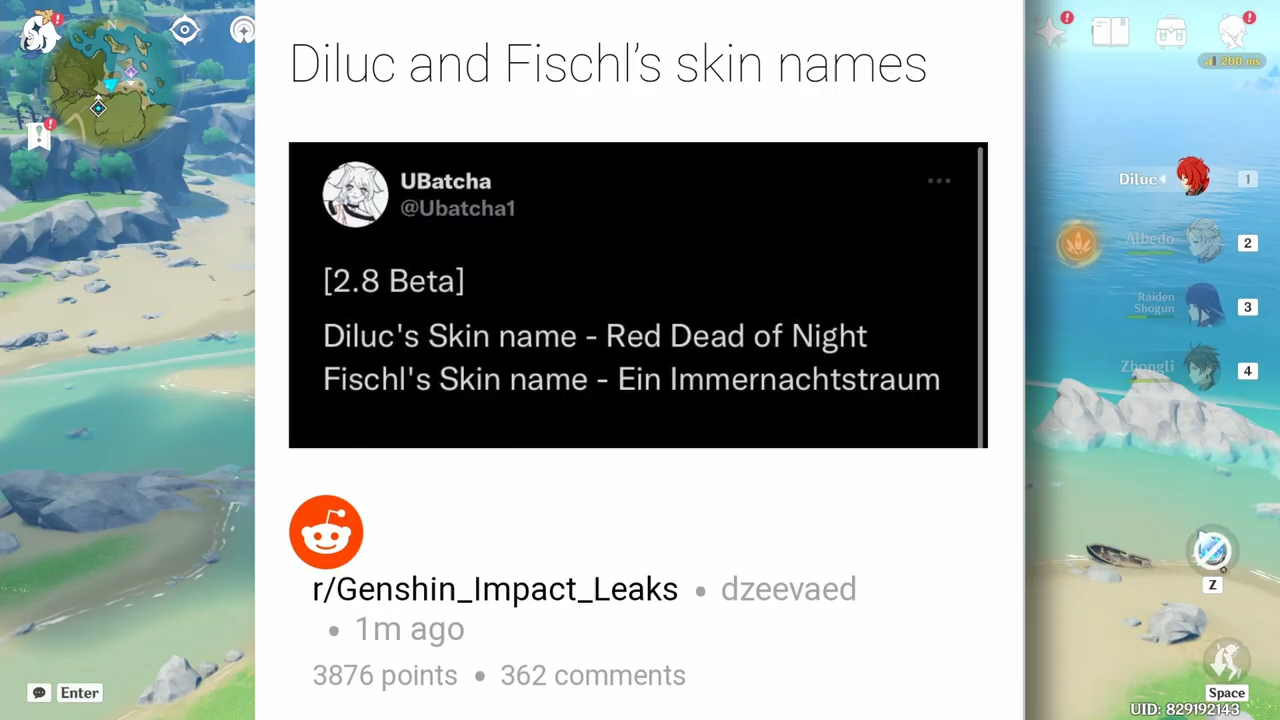 N
200 ms
Diluc and Fischl’s skin names
UBatcha
@Ubatcha1
[2.8 Beta]
Diluc's Skin name - Red Dead of Night
Fischl's Skin name - Ein Immernachtstraum
r/Genshin_Impact_Leaks • dzeevaed
• 1m ago
3876 points • 362 comments
Diluc 1
Albedo 2
Raiden
Shogun 3
Zhongli 4
Z
Enter
Space
UID: 829192143